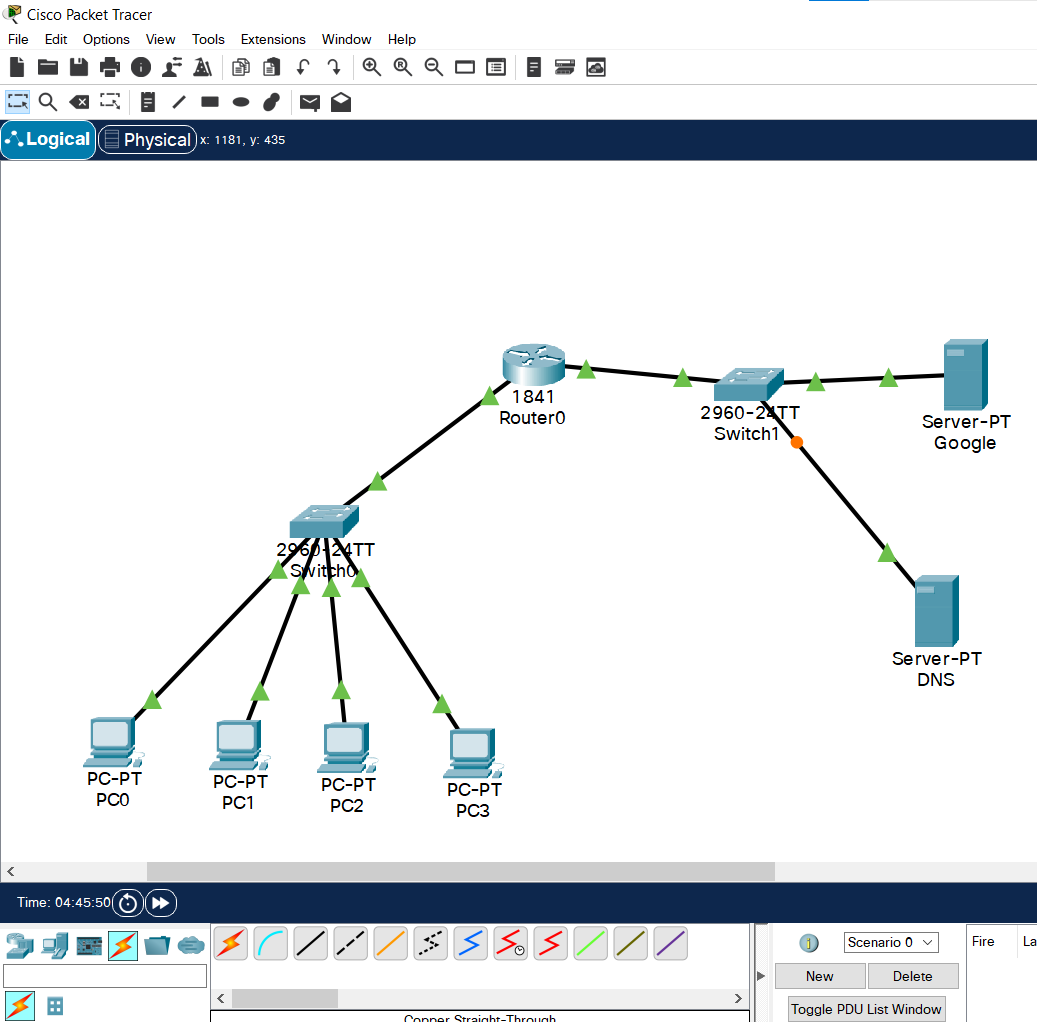 Cisco Packet Tracer
File Edit Options View Tools Extensions Window Help
Logical Physical x: 1181, y: 435
1841
Router0
2960-24TT
Switch1
Server-PT
Google
2960-24TT
Switch0
Server-PT
DNS
PC-PT
PC0
PC-PT
PC1
PC-PT
PC2
PC-PT
PC3
Time: 04:45:50
Scenario 0
Fire La
New Delete
Toggle PDU List Window
Copper Straight-Through